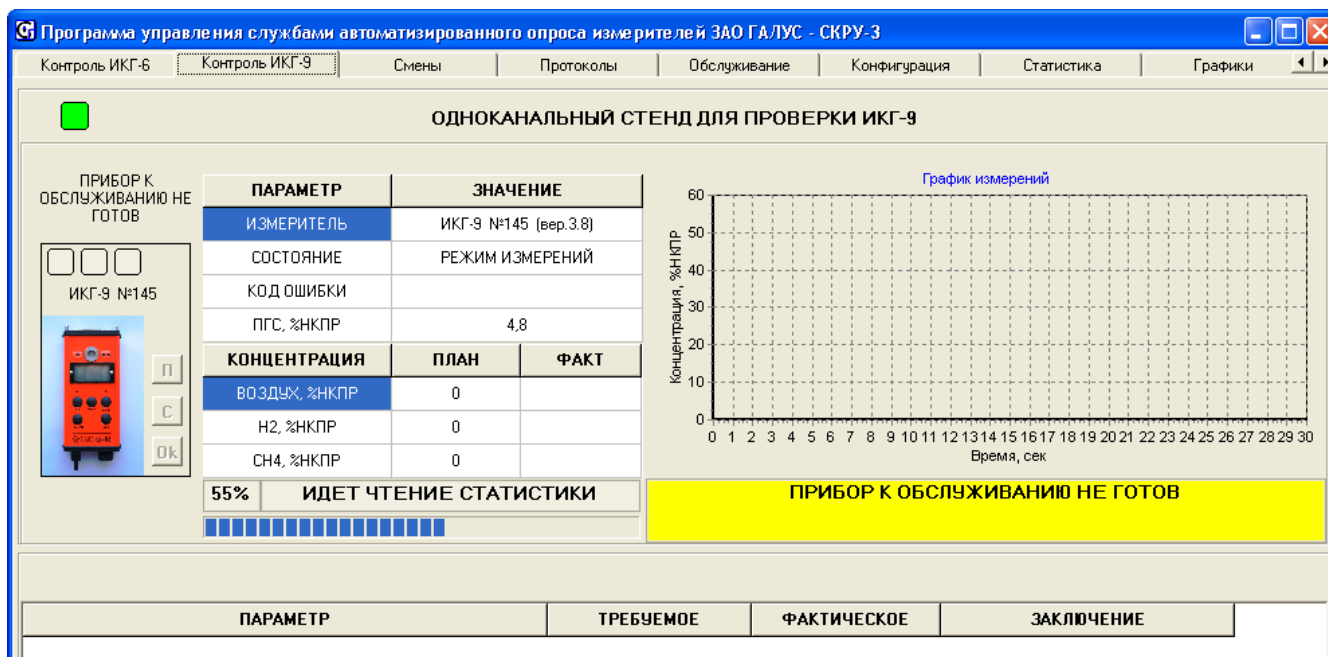 Программа управления службами автоматизированного опроса измерителей ЗАО ГАЛУС - СКРУ-3
Контроль ИКГ-6 Контроль ИКГ-9 Смены Протоколы Обслуживание Конфигурация Статистика Графики
ОДНОКАНАЛЬНЫЙ СТЕНД ДЛЯ ПРОВЕРКИ ИКГ-9
ПРИБОР К
ОБСЛУЖИВАНИЮ НЕ
ГОТОВ
ИКГ-9 №145
П
С
Ok
ПАРАМЕТР ЗНАЧЕНИЕ
ИЗМЕРИТЕЛЬ ИКГ-9 №145 (вер.3.8)
СОСТОЯНИЕ РЕЖИМ ИЗМЕРЕНИЙ
КОД ОШИБКИ
ПГС, %НКПР 4,8
КОНЦЕНТРАЦИЯ ПЛАН ФАКТ
ВОЗДУХ, %НКПР 0
H2, %НКПР 0
CH4, %НКПР 0
55% ИДЕТ ЧТЕНИЕ СТАТИСТИКИ
График измерений
Концентрация, %НКПР
60
50
40
30
20
10
0
0 1 2 3 4 5 6 7 8 9 10 11 12 13 14 15 16 17 18 19 20 21 22 23 24 25 26 27 28 29 30
Время, сек
ПРИБОР К ОБСЛУЖИВАНИЮ НЕ ГОТОВ
ПАРАМЕТР ТРЕБУЕМОЕ ФАКТИЧЕСКОЕ ЗАКЛЮЧЕНИЕ